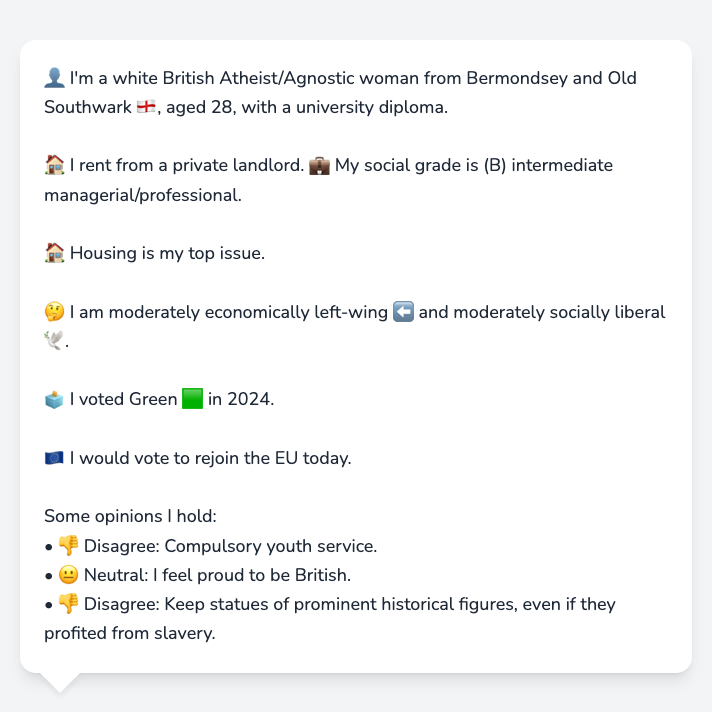 👤 I'm a white British Atheist/Agnostic woman from Bermondsey and Old
Southwark 🏴󠁧󠁢󠁥󠁮󠁧󠁿, aged 28, with a university diploma.
🏠 I rent from a private landlord. 💼 My social grade is (B) intermediate
managerial/professional.
🏠 Housing is my top issue.
🤔 I am moderately economically left-wing ⬅️ and moderately socially liberal
🕊️.
🗳️ I voted Green 🟩 in 2024.
🇪🇺 I would vote to rejoin the EU today.
Some opinions I hold:
• 👎 Disagree: Compulsory youth service.
• 😐 Neutral: I feel proud to be British.
• 👎 Disagree: Keep statues of prominent historical figures, even if they
profited from slavery.